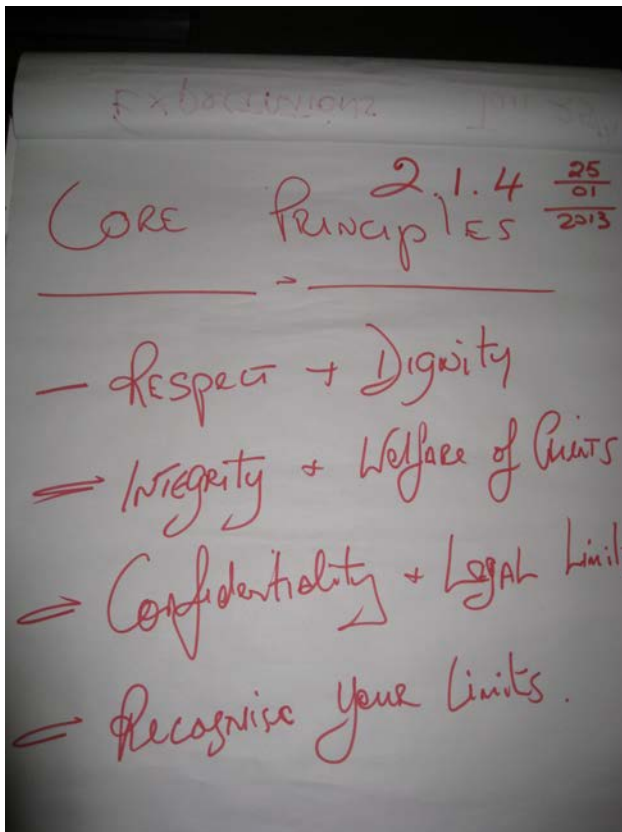 Expectations
2.1.4 25
01
2013
CORE PRINCIPLES
- RESPECT + DIGNITY
= INTEGRITY + Welfare of Clients
= Confidentiality + LEGAL
= Recognise your Limits.